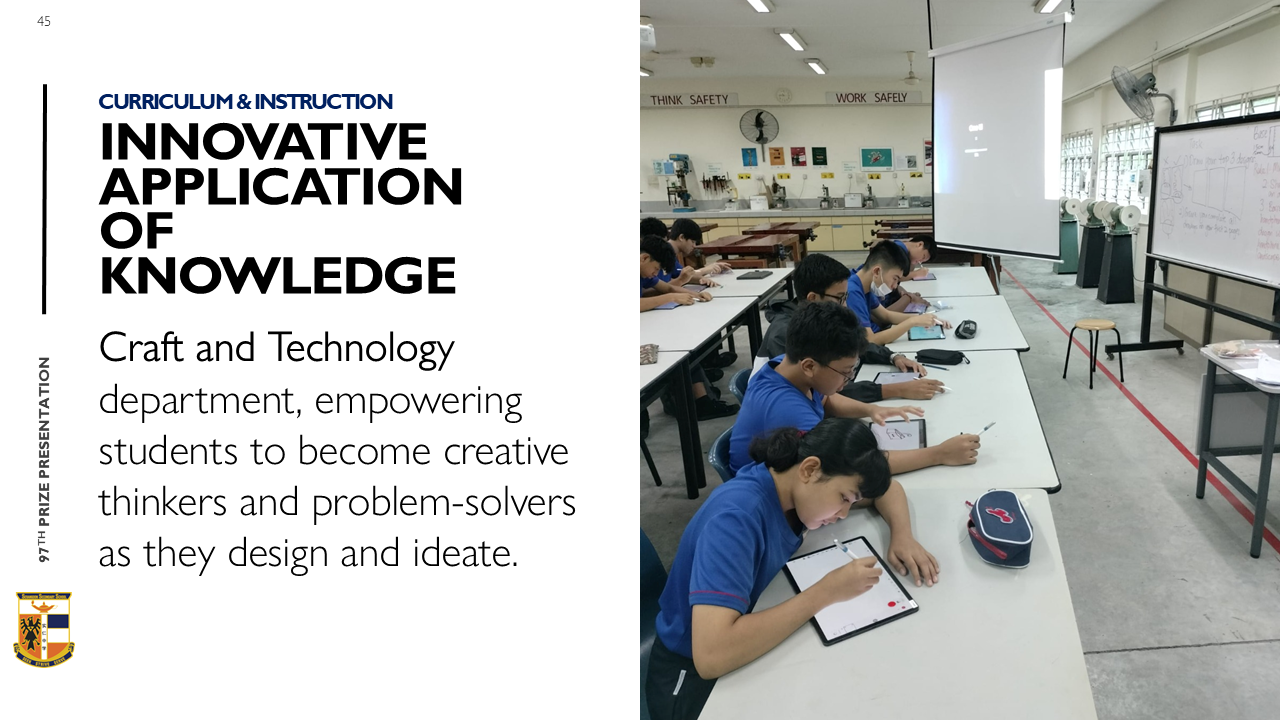 45
CURRICULUM & INSTRUCTION
INNOVATIVE
APPLICATION
OF
KNOWLEDGE
Craft and Technology
department, empowering
students to become creative
thinkers and problem-solvers
as they design and ideate.
97TH PRIZE PRESENTATION
THINK SAFETY
WORK SAFELY